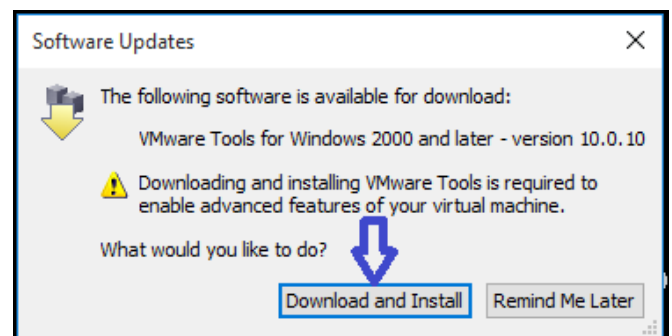 Software Updates
The following software is available for download:
VMware Tools for Windows 2000 and later - version 10.0.10
Downloading and installing VMware Tools is required to
enable advanced features of your virtual machine.
What would you like to do?
Download and Install
Remind Me Later